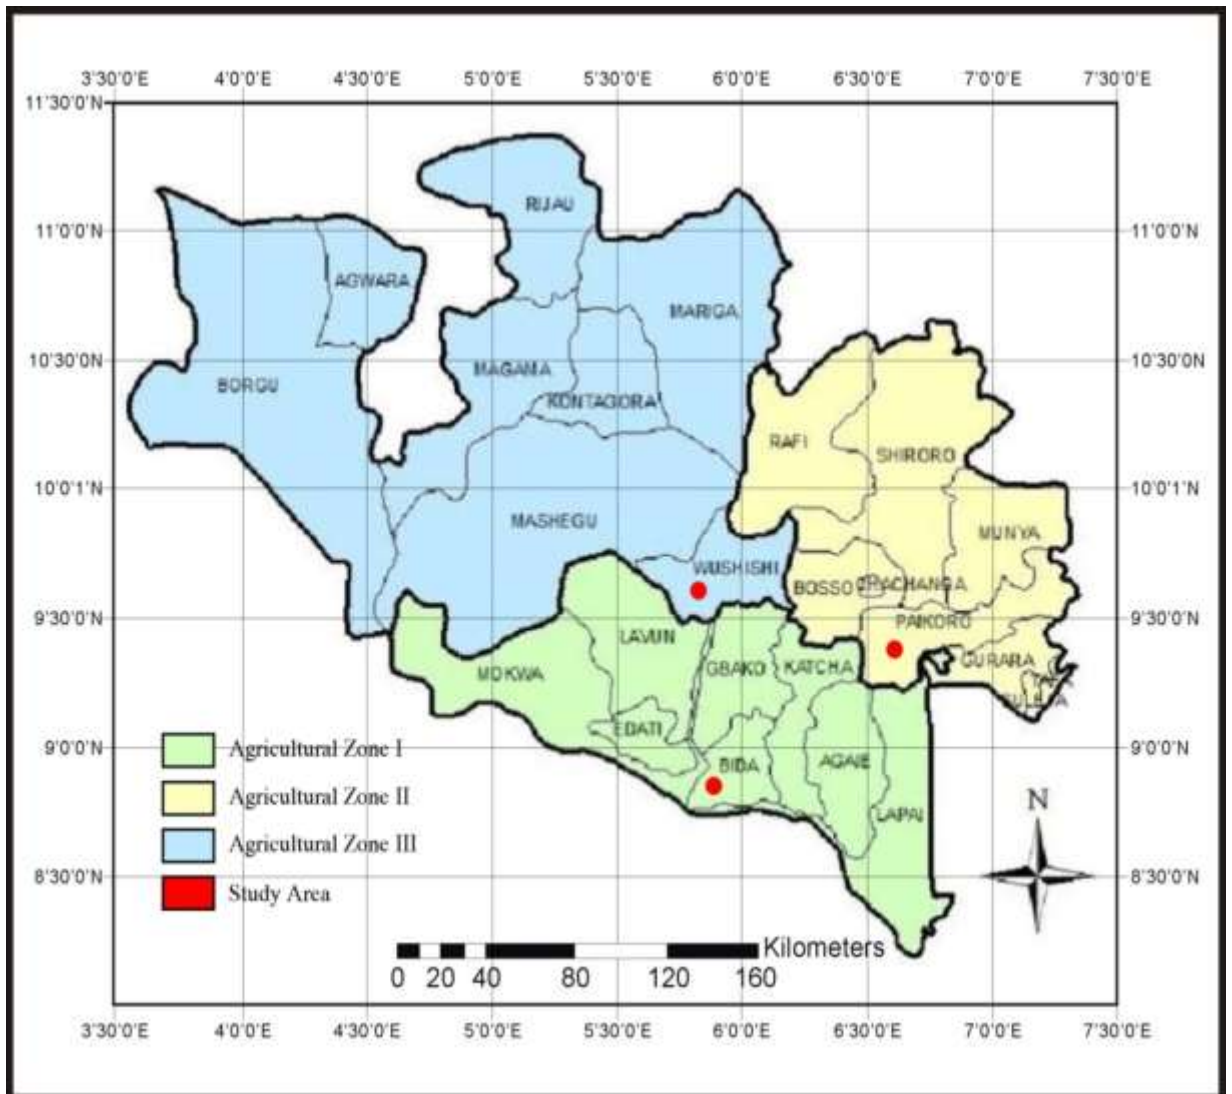 3'30'0'E 4'0'0'E 4'30'0'E 5'0'0'E 5'30'0'E 6'0'0'E 6'30'0'E 7'0'0'E 7'30'0'E
11'30'0'N 11'30'0'N
RIJAU
11'0'0'N 11'0'0'N
AGWARA
MARIGA
10'30'0'N 10'30'0'N
MAGAMA
BORGU
KONTAGORA
RAFI
SHIRORO
10'0'1'N 10'0'1'N
MASHEGU
MUNYA
WUSHISHI
BOSSO CHACHANGA
9'30'0'N 9'30'0'N
PAIKORO
LAVUN
GURARA
GBAKO KATCHA
MOKWA
EDATI
9'0'0'N 9'0'0'N
Agricultural Zone I
BIDA
AGAIE
Agricultural Zone II
N
LAPAI
Agricultural Zone III
8'30'0'N 8'30'0'N
Study Area
Kilometers
0 20 40 80 120 160
3'30'0'E 4'0'0'E 4'30'0'E 5'0'0'E 5'30'0'E 6'0'0'E 6'30'0'E 7'0'0'E 7'30'0'E